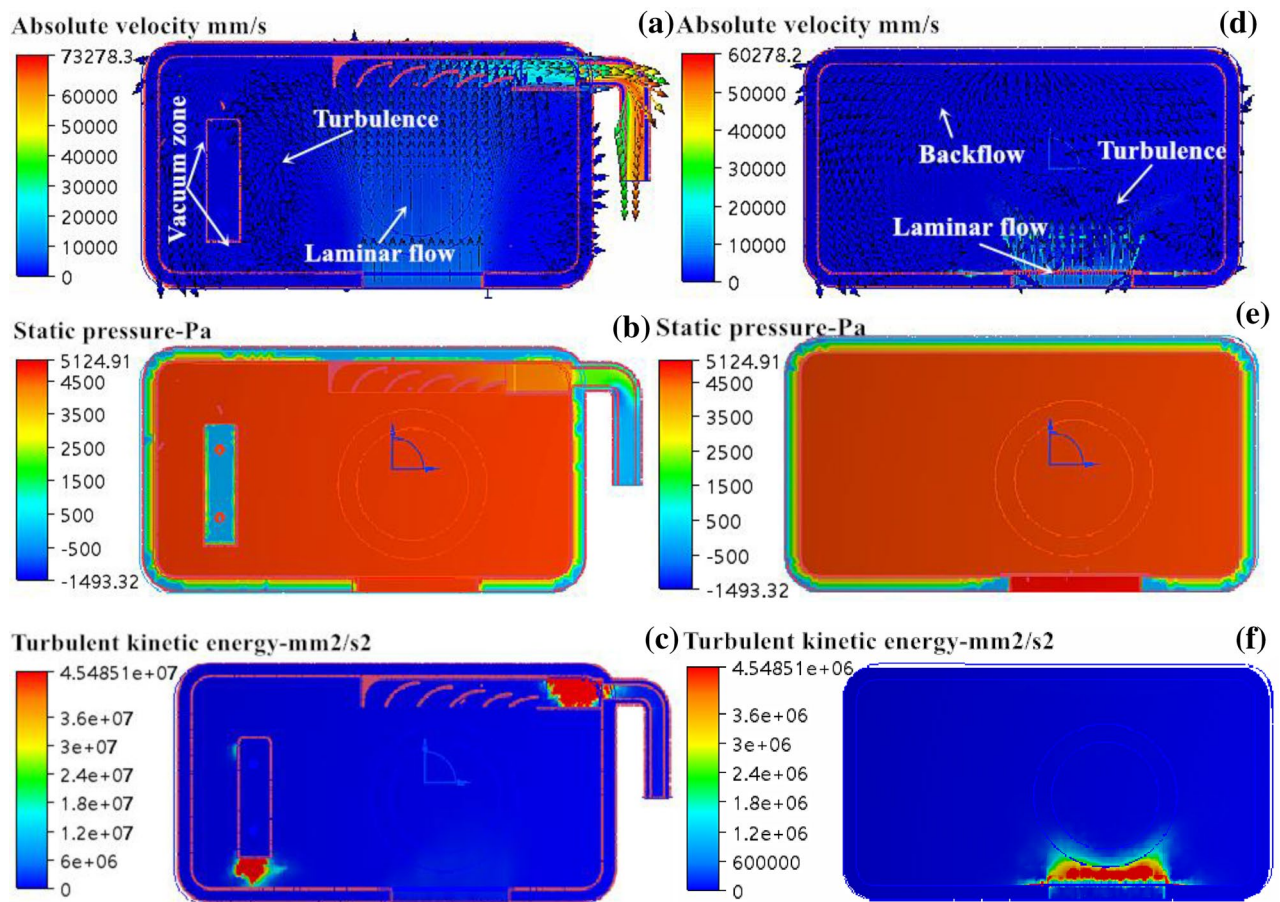 Absolute velocity mm/s
(a)
73278.3
60000
50000
40000
30000
20000
10000
0
Vacuum zone
Turbulence
Laminar flow
Absolute velocity mm/s
(d)
60278.2
50000
40000
30000
20000
10000
0
Backflow
Turbulence
Laminar flow
Static pressure-Pa
(b)
5124.91
4500
3500
2500
1500
500
-500
-1493.32
Static pressure-Pa
(e)
5124.91
4500
3500
2500
1500
500
-500
-1493.32
Turbulent kinetic energy-mm2/s2
(c)
4.54851e+07
3.6e+07
3e+07
2.4e+07
1.8e+07
1.2e+07
6e+06
0
Turbulent kinetic energy-mm2/s2
(f)
4.54851e+06
3.6e+06
3e+06
2.4e+06
1.8e+06
1.2e+06
600000
0